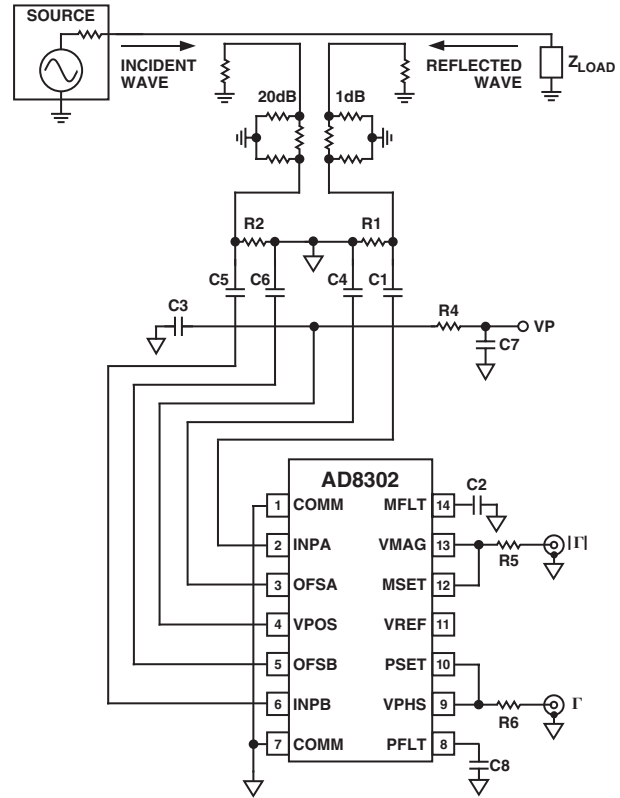 SOURCE
INCIDENT
WAVE
REFLECTED
WAVE
Z_LOAD
20dB
1dB
R2
R1
C5
C6
C4
C1
C3
R4
VP
C7
AD8302
1 COMM
MFLT 14
C2
2 INPA
VMAG 13
R5
|Γ|
3 OFSA
MSET 12
4 VPOS
VREF 11
5 OFSB
PSET 10
6 INPB
VPHS 9
R6
Γ
7 COMM
PFLT 8
C8